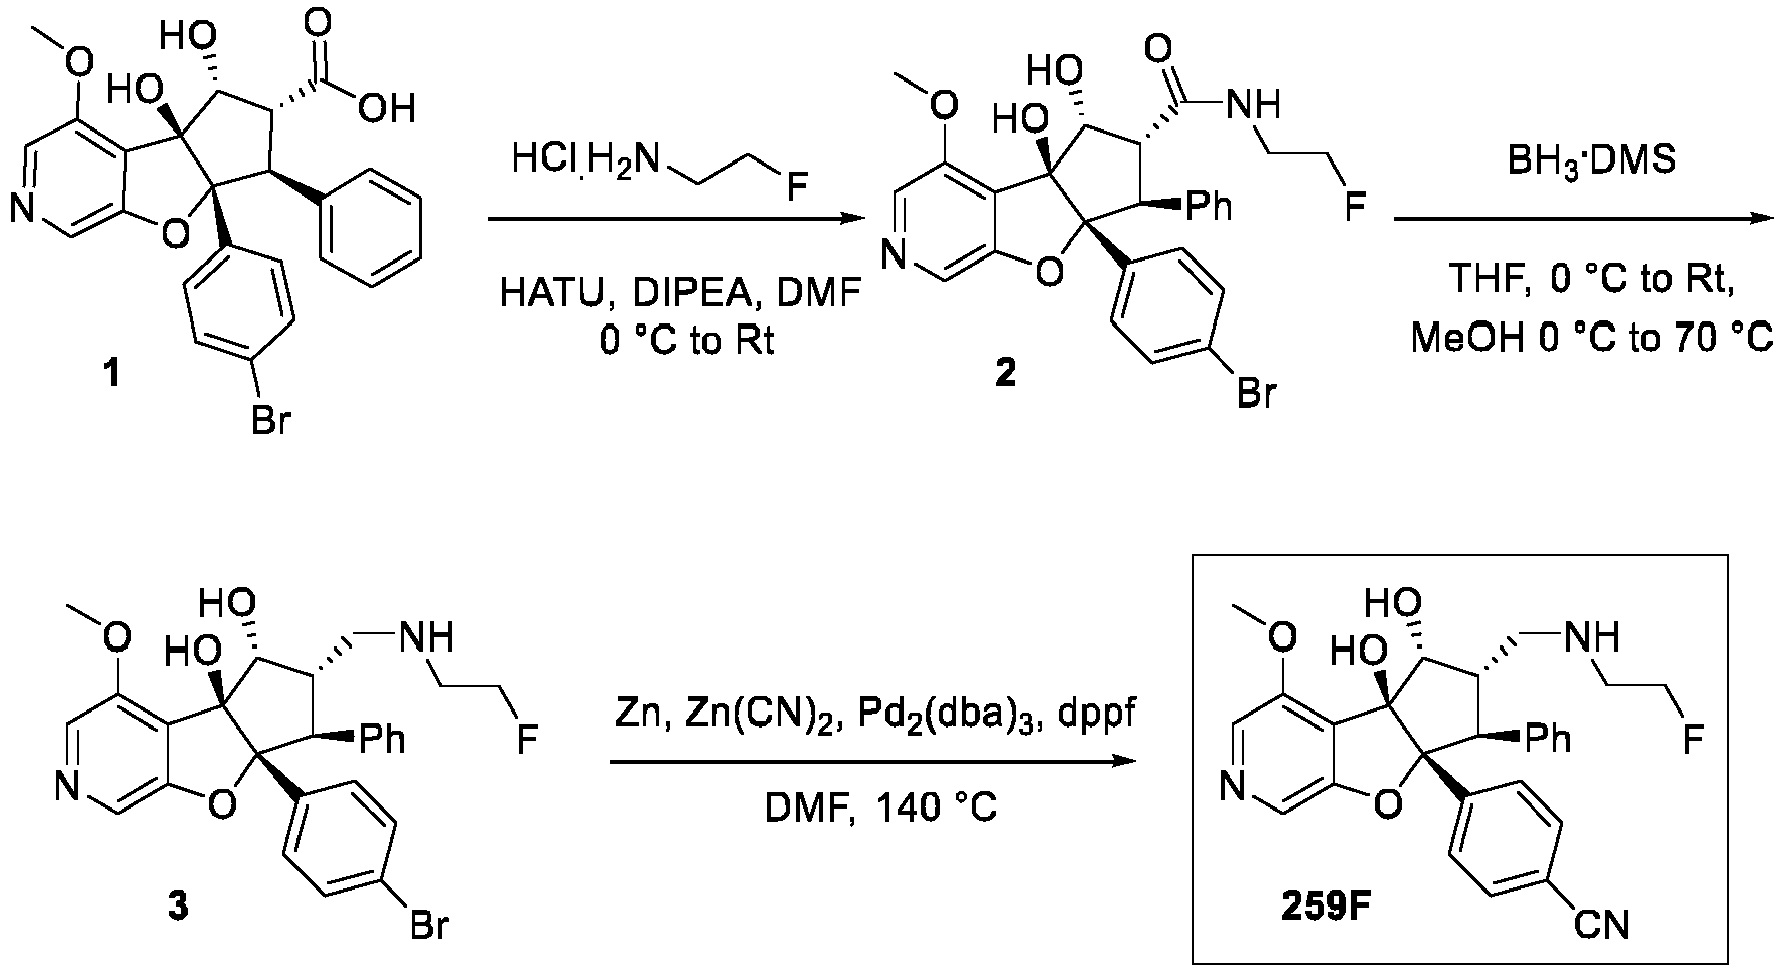 HO
O
O
HO
OH
N
O
Br
1
HCl.H₂N
F
HATU, DIPEA, DMF
0 °C to Rt
HO
O
O
HO
NH
F
Ph
N
O
Br
2
BH₃·DMS
THF, 0 °C to Rt,
MeOH 0 °C to 70 °C
HO
O
HO
NH
F
Ph
N
O
Br
3
Zn, Zn(CN)₂, Pd₂(dba)₃, dppf
DMF, 140 °C
HO
O
HO
NH
F
Ph
N
O
CN
259F